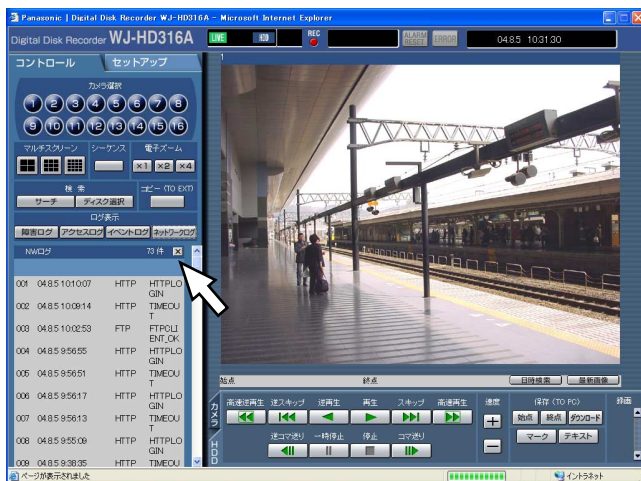 Panasonic | Digital Disk Recorder WJ-HD316A - Microsoft Internet Explorer
Digital Disk Recorder WJ-HD316A
LIVE HDD REC ALARM RESET ERROR 04.8.5 10:31:30
コントロール セットアップ
1
カメラ選択
1 2 3 4 5 6 7 8
9 10 11 12 13 14 15 16
マルチスクリーン シーケンス 電子ズーム
×1 ×2 ×4
検索 コピー (TO EXT)
サーチ ディスク選択
ログ表示
障害ログ アクセスログ イベントログ ネットワークログ
NWログ 73 件
001 04.8.5 10:10:07 HTTP HTTPLOGIN
002 04.8.5 10:09:14 HTTP TIMEOUT
003 04.8.5 10:02:53 FTP FTPCLIENT_OK
004 04.8.5 9:56:55 HTTP HTTPLOGIN
005 04.8.5 9:56:51 HTTP TIMEOUT
006 04.8.5 9:56:17 HTTP HTTPLOGIN
007 04.8.5 9:56:13 HTTP TIMEOUT
008 04.8.5 9:55:09 HTTP HTTPLOGIN
009 04.8.5 9:38:35 HTTP TIMEOU
始点 終点 日時検索 最新画像
カメラ
HDD
高速逆再生 逆スキップ 逆再生 再生 スキップ 高速再生 速度 保存 (TO PC) 録画
始点 終点 ダウンロード
逆コマ送り 一時停止 停止 コマ送り
マーク テキスト
ページが表示されました
イントラネット